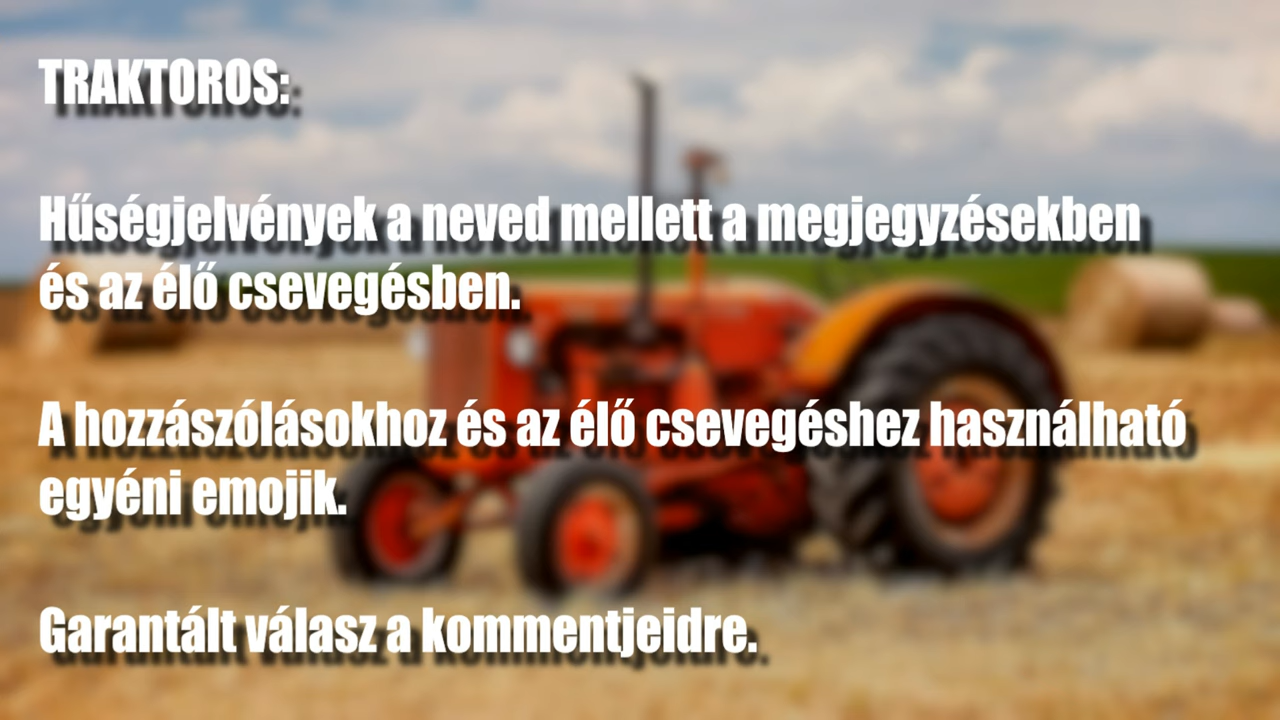 TRAKTOROS:
Hűségjelvények a neved mellett a megjegyzésekben
és az élő csevegésben.
A hozzászólásokhoz és az élő csevegéshez használható
egyéni emojik.
Garantált válasz a kommentjeidre.